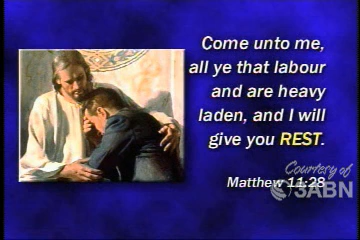 Come unto me,
all ye that labour
and are heavy
laden, and I will
give you REST.
Courtesy of
3ABN
Matthew 11:28